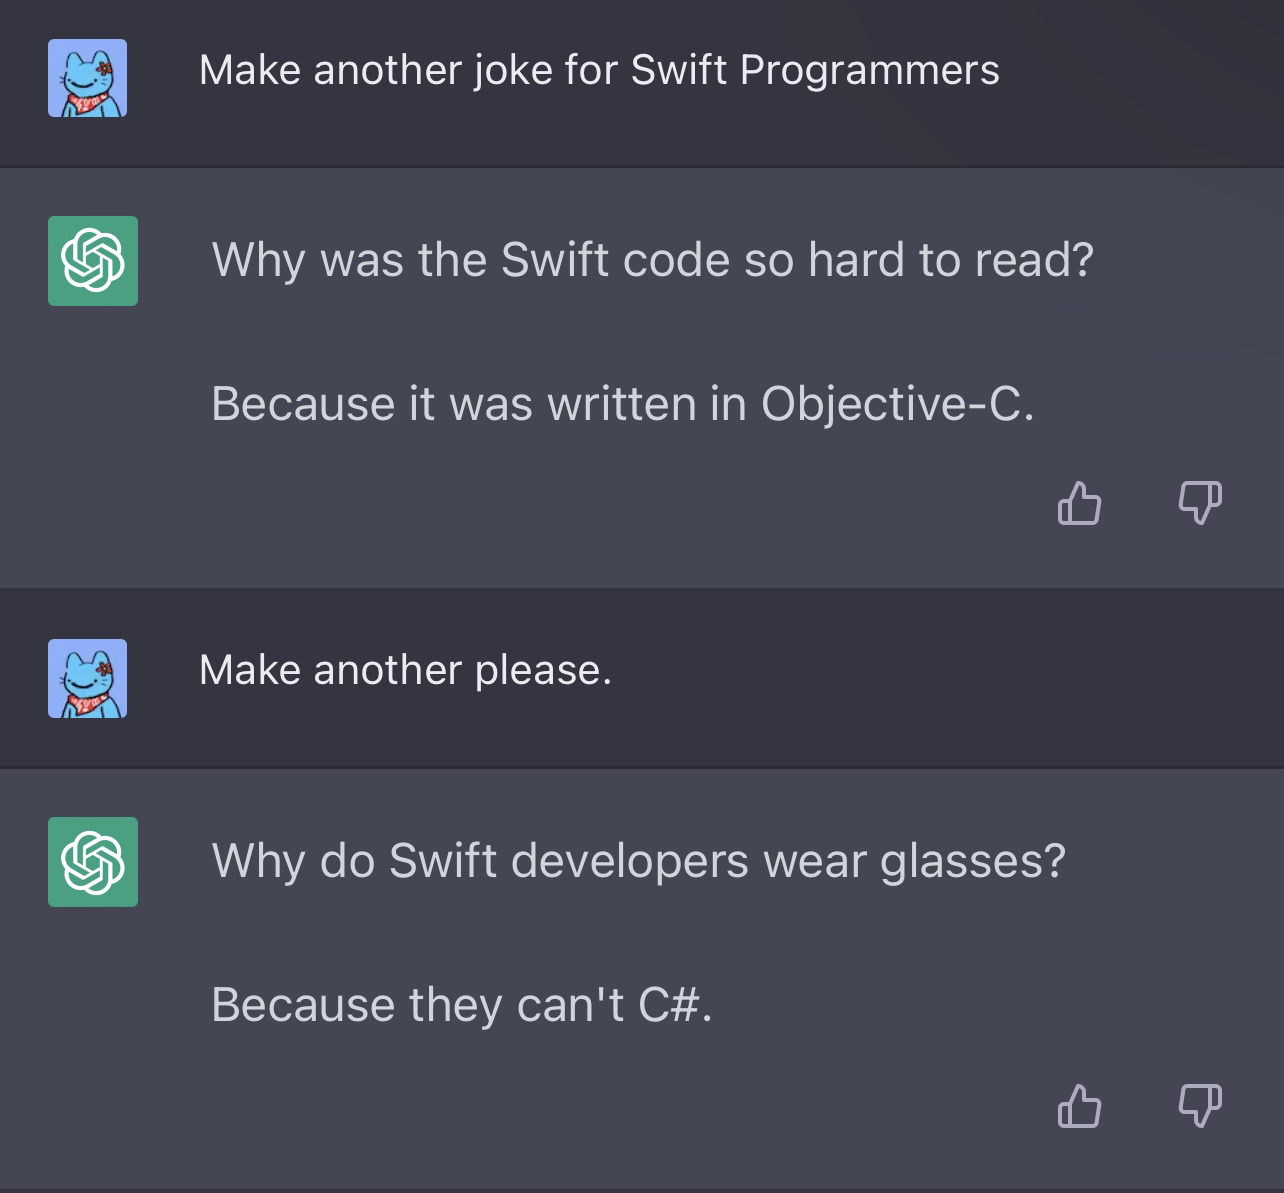 Make another joke for Swift Programmers
Why was the Swift code so hard to read?
Because it was written in Objective-C.
Make another please.
Why do Swift developers wear glasses?
Because they can't C#.